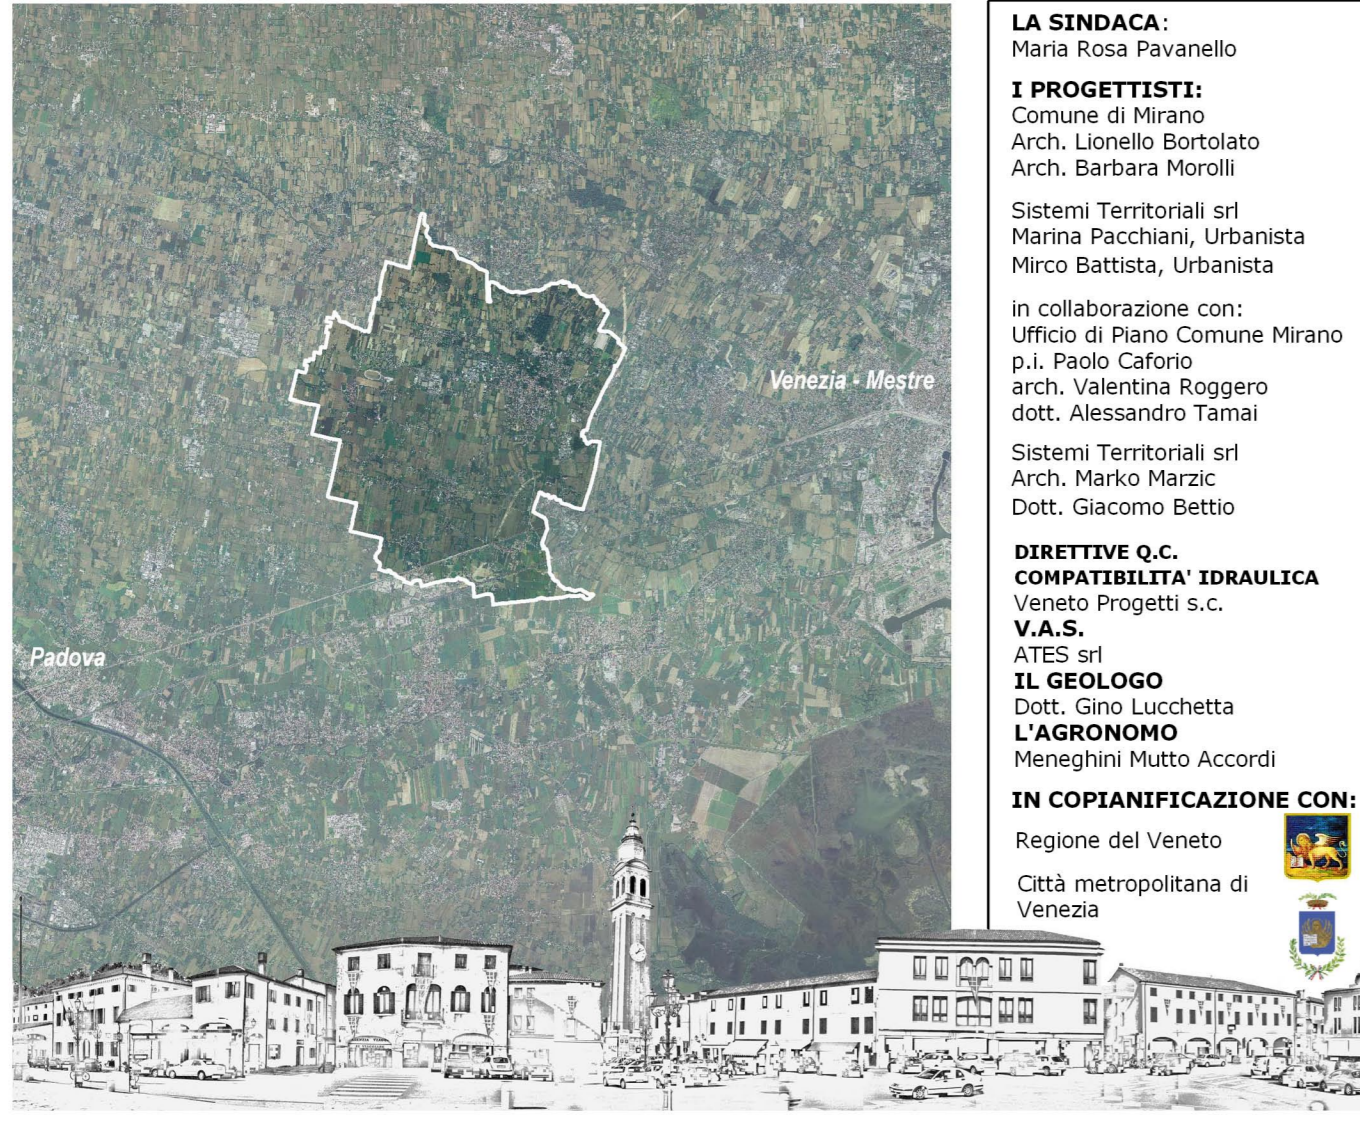 Venezia - Mestre
Padova
LA SINDACA:
Maria Rosa Pavanello
I PROGETTISTI:
Comune di Mirano
Arch. Lionello Bortolato
Arch. Barbara Morolli
Sistemi Territoriali srl
Marina Pacchiani, Urbanista
Mirco Battista, Urbanista
in collaborazione con:
Ufficio di Piano Comune Mirano
p.i. Paolo Caforio
arch. Valentina Roggero
dott. Alessandro Tamai
Sistemi Territoriali srl
Arch. Marko Marzic
Dott. Giacomo Bettio
DIRETTIVE Q.C.
COMPATIBILITA' IDRAULICA
Veneto Progetti s.c.
V.A.S.
ATES srl
IL GEOLOGO
Dott. Gino Lucchetta
L'AGRONOMO
Meneghini Mutto Accordi
IN COPIANIFICAZIONE CON:
Regione del Veneto
Città metropolitana di
Venezia